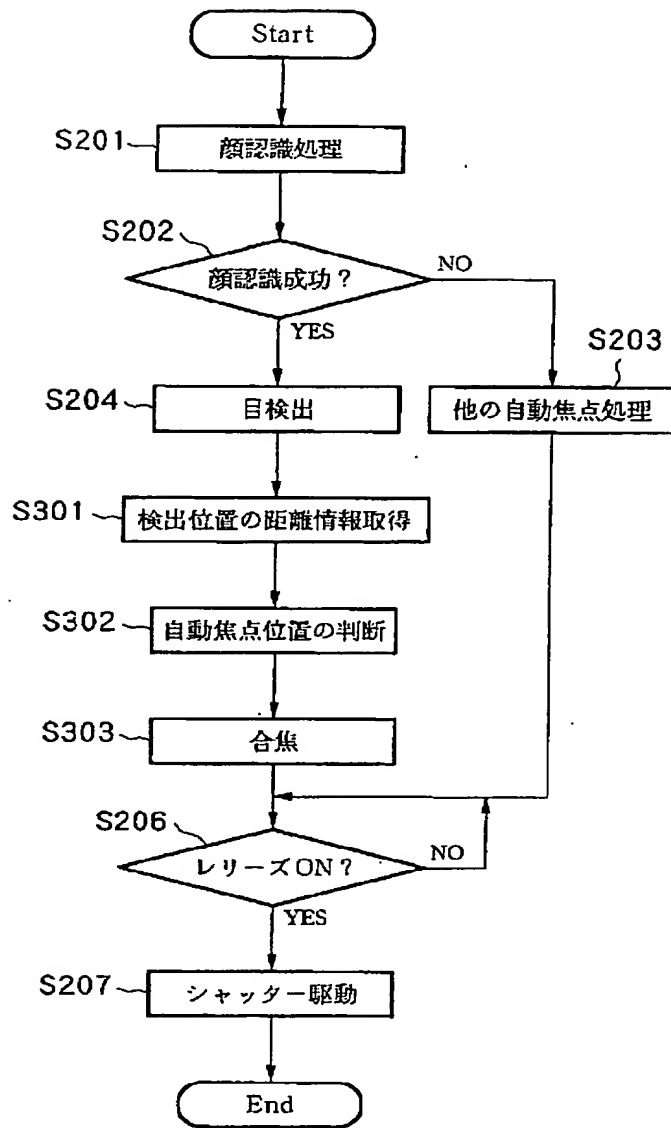 Start
S201
顔認識処理
S202
顔認識成功？
NO
YES
S203
S204
目検出
他の自動焦点処理
S301
検出位置の距離情報取得
S302
自動焦点位置の判断
S303
合焦
S206
レリーズON？
NO
YES
S207
シャッター駆動
End